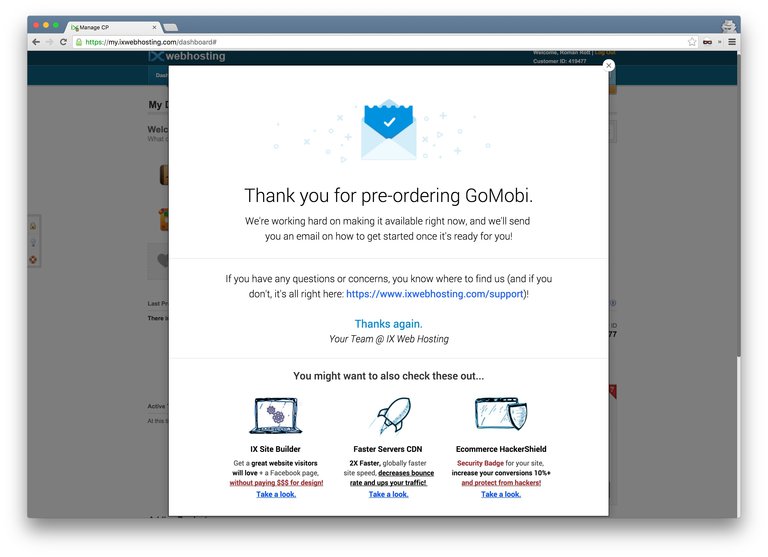 Manage CP
https://my.ixwebhosting.com/dashboard#
IX webhosting
Welcome, Roman Rott | Log Out
Customer ID: 419477
Dash
My D
Welc
What c
Thank you for pre-ordering GoMobi.
We're working hard on making it available right now, and we'll send
you an email on how to get started once it's ready for you!
If you have any questions or concerns, you know where to find us (and if you
don't, it's all right here: https://www.ixwebhosting.com/support)!
Last Pr
There is
ID
77
Thanks again.
Your Team @ IX Web Hosting
You might want to also check these out...
Active
At this
IX Site Builder
Get a great website visitors
will love + a Facebook page,
without paying $$$ for design!
Take a look.
Faster Servers CDN
2X Faster, globally faster
site speed, decreases bounce
rate and ups your traffic!
Take a look.
Ecommerce HackerShield
Security Badge for your site,
increase your conversions 10%+
and protect from hackers!
Take a look.